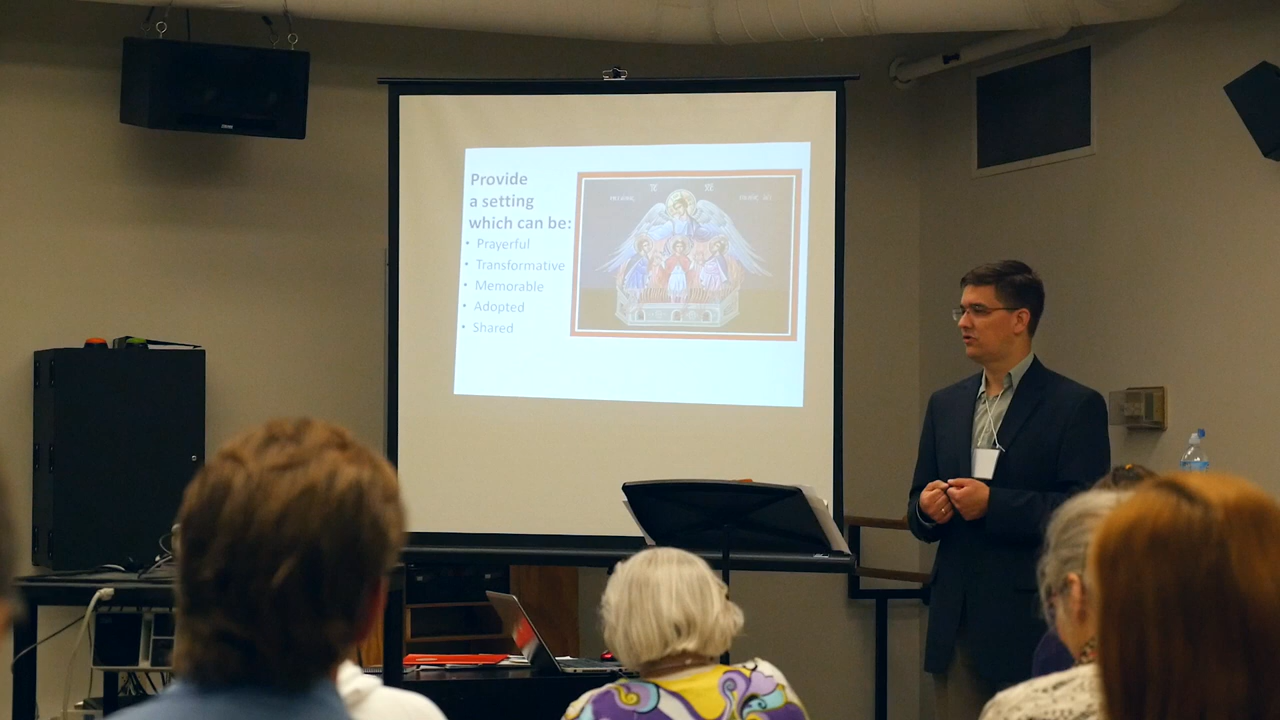 Provide
a setting
which can be:
• Prayerful
• Transformative
• Memorable
• Adopted
• Shared